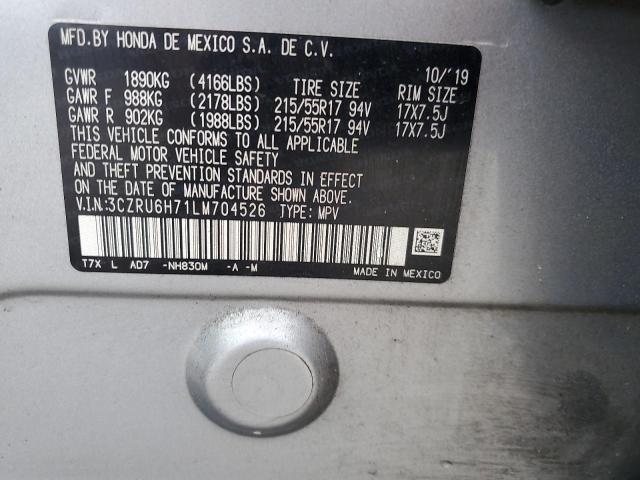 MFD.BY HONDA DE MEXICO S.A. DE C.V.
10/'19
GVWR 1890KG (4166LBS) TIRE SIZE RIM SIZE
GAWR F 988KG (2178LBS) 215/55R17 94V 17X7.5J
GAWR R 902KG (1988LBS) 215/55R17 94V 17X7.5J
THIS VEHICLE CONFORMS TO ALL APPLICABLE
FEDERAL MOTOR VEHICLE SAFETY
AND THEFT PREVENTION STANDARDS IN EFFECT
ON THE DATE OF MANUFACTURE SHOWN ABOVE.
V.I.N:3CZRU6H71LM704526 TYPE: MPV
T7X L AD7 -NH830M -A -M MADE IN MEXICO